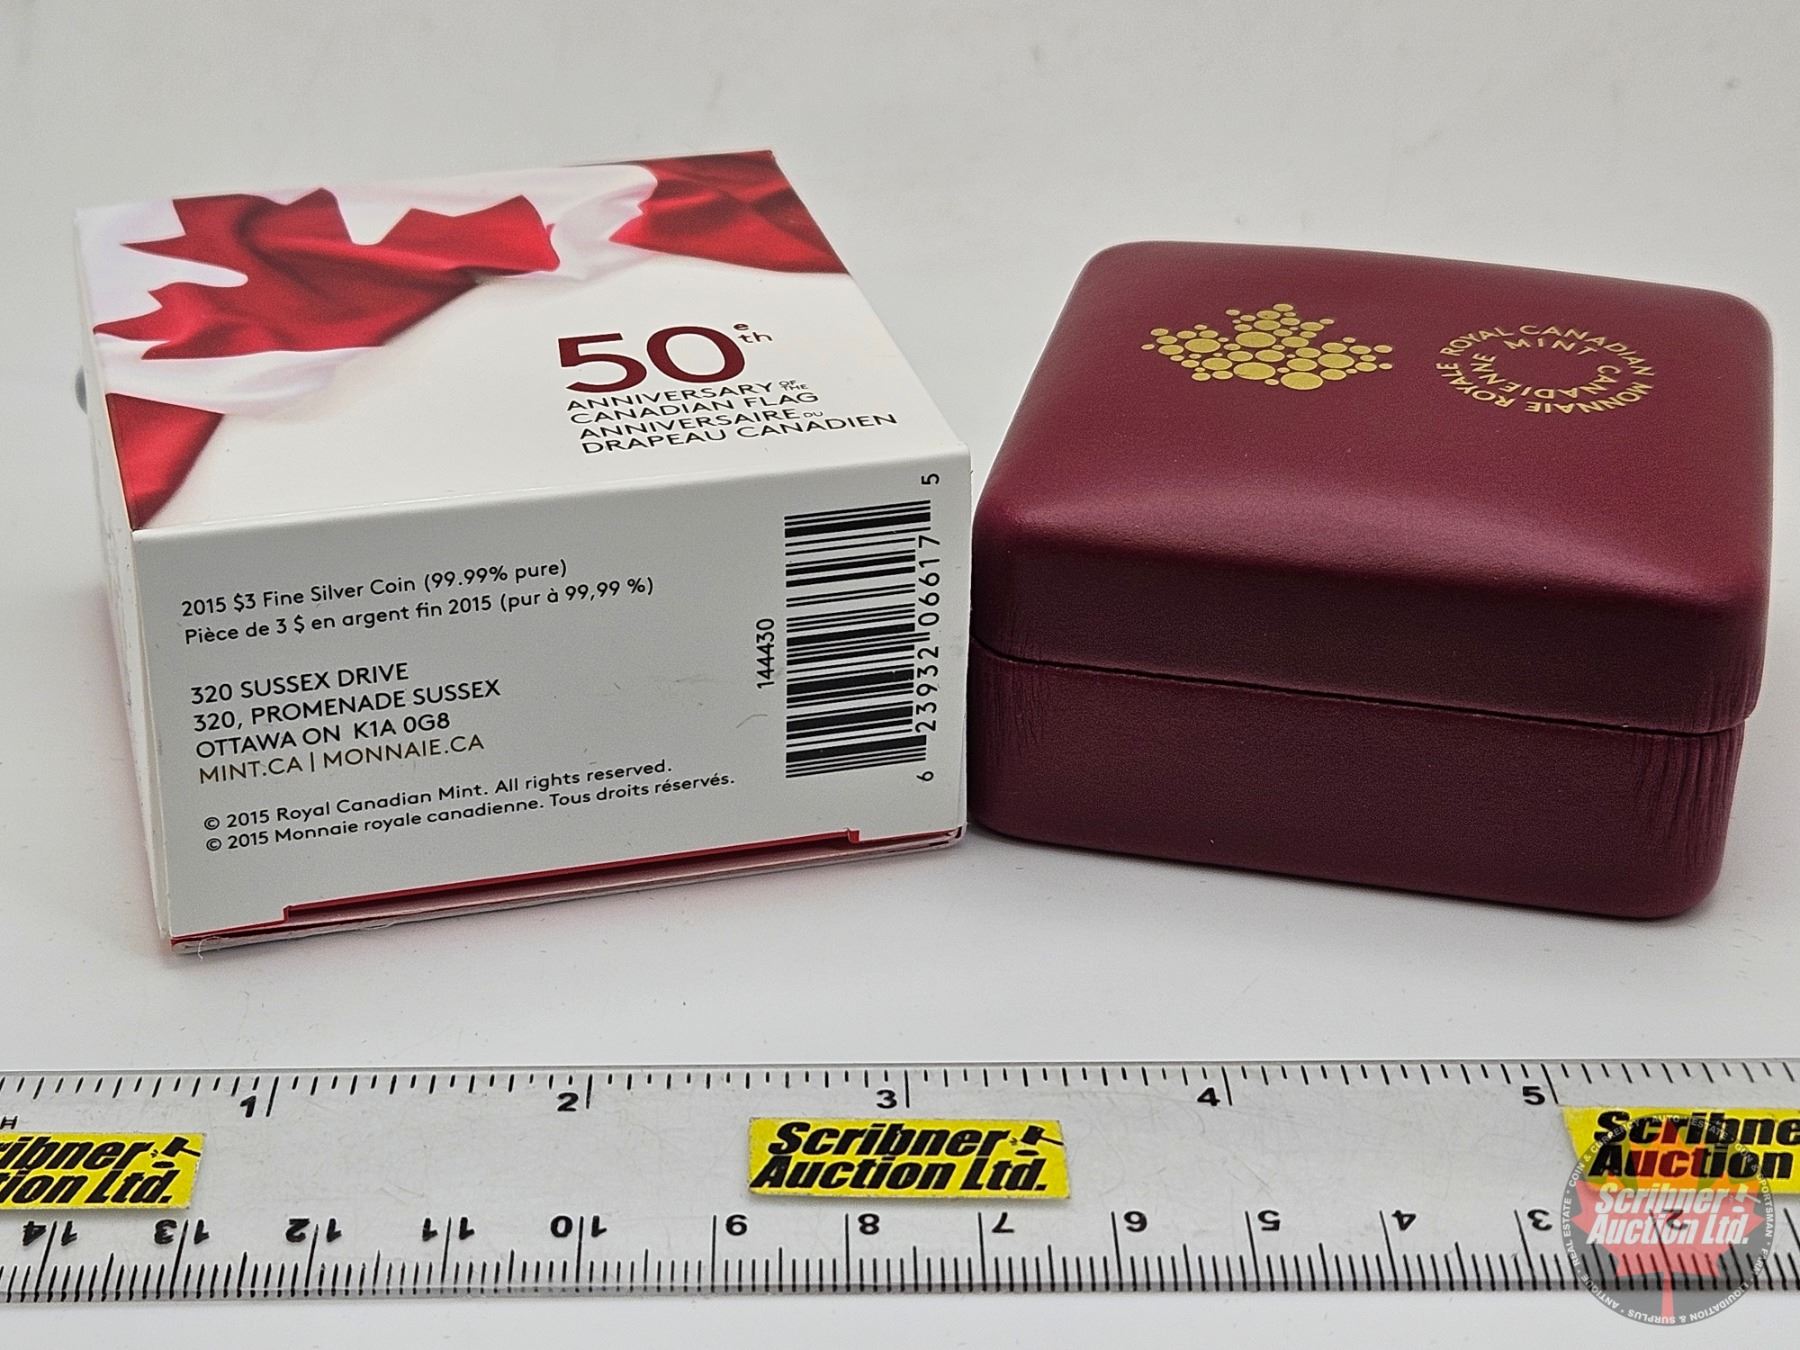 50e th
ANNIVERSARY OF THE
CANADIAN FLAG
ANNIVERSAIRE DU
DRAPEAU CANADIEN
2015 $3 Fine Silver Coin (99.99% pure)
Pièce de 3 $ en argent fin 2015 (pur à 99,99 %)
320 SUSSEX DRIVE
320, PROMENADE SUSSEX
OTTAWA ON K1A 0G8
MINT.CA | MONNAIE.CA
© 2015 Royal Canadian Mint. All rights reserved.
© 2015 Monnaie royale canadienne. Tous droits réservés.
144430
6 23932 06617 5
ROYAL CANADIAN MINT
MONNAIE ROYALE CANADIENNE
1 2 3 4 5
H
ribner
tion Ltd.
Scribner
Auction Ltd.
Scribne
Auction
14 13 12 11 10 9 8 7 6 5 4 3 2
Scribner
Auction Ltd.